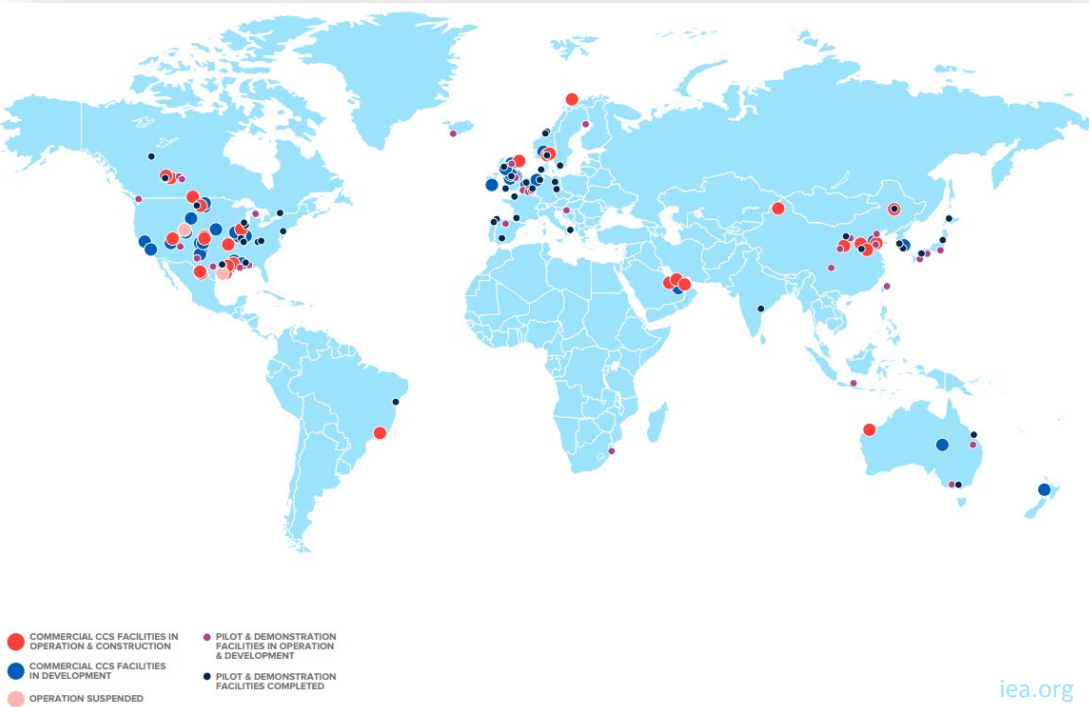 COMMERCIAL CCS FACILITIES IN
OPERATION & CONSTRUCTION
COMMERCIAL CCS FACILITIES
IN DEVELOPMENT
OPERATION SUSPENDED
PILOT & DEMONSTRATION
FACILITIES IN OPERATION
& DEVELOPMENT
PILOT & DEMONSTRATION
FACILITIES COMPLETED
iea.org